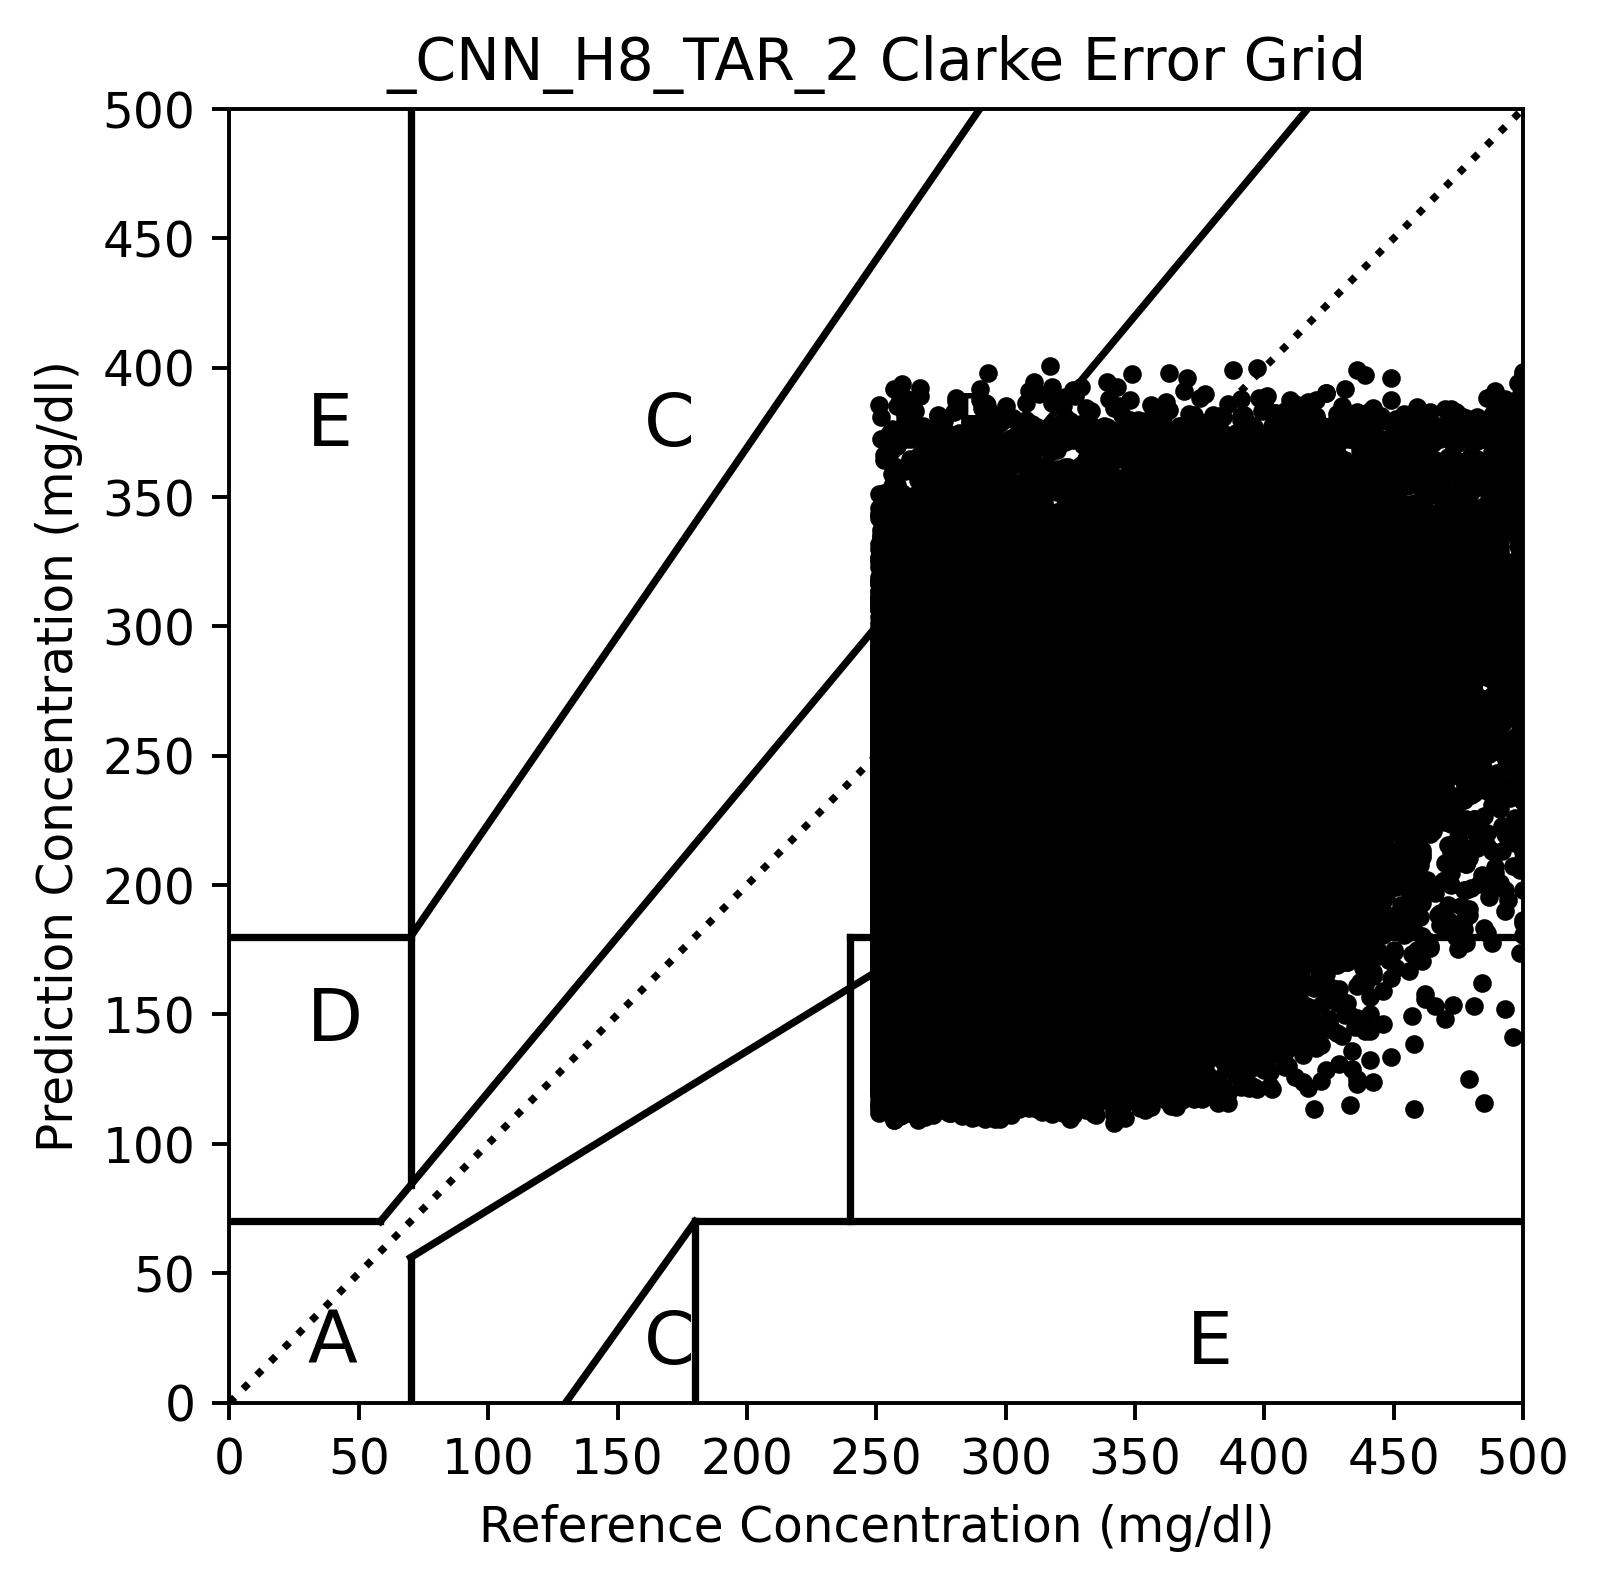 _CNN_H8_TAR_2 Clarke Error Grid
500
450
400
350
300
250
200
150
100
50
0
Prediction Concentration (mg/dl)
E
C
D
A
C
E
0 50 100 150 200 250 300 350 400 450 500
Reference Concentration (mg/dl)